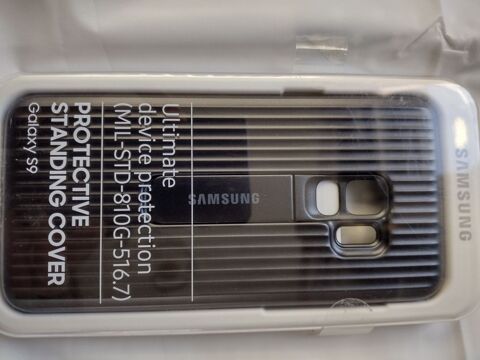 SAMSUNG
Ultimate
device protection
(MIL-STD-810G-516.7)
PROTECTIVE
STANDING COVER
Galaxy S9
SAMSUNG